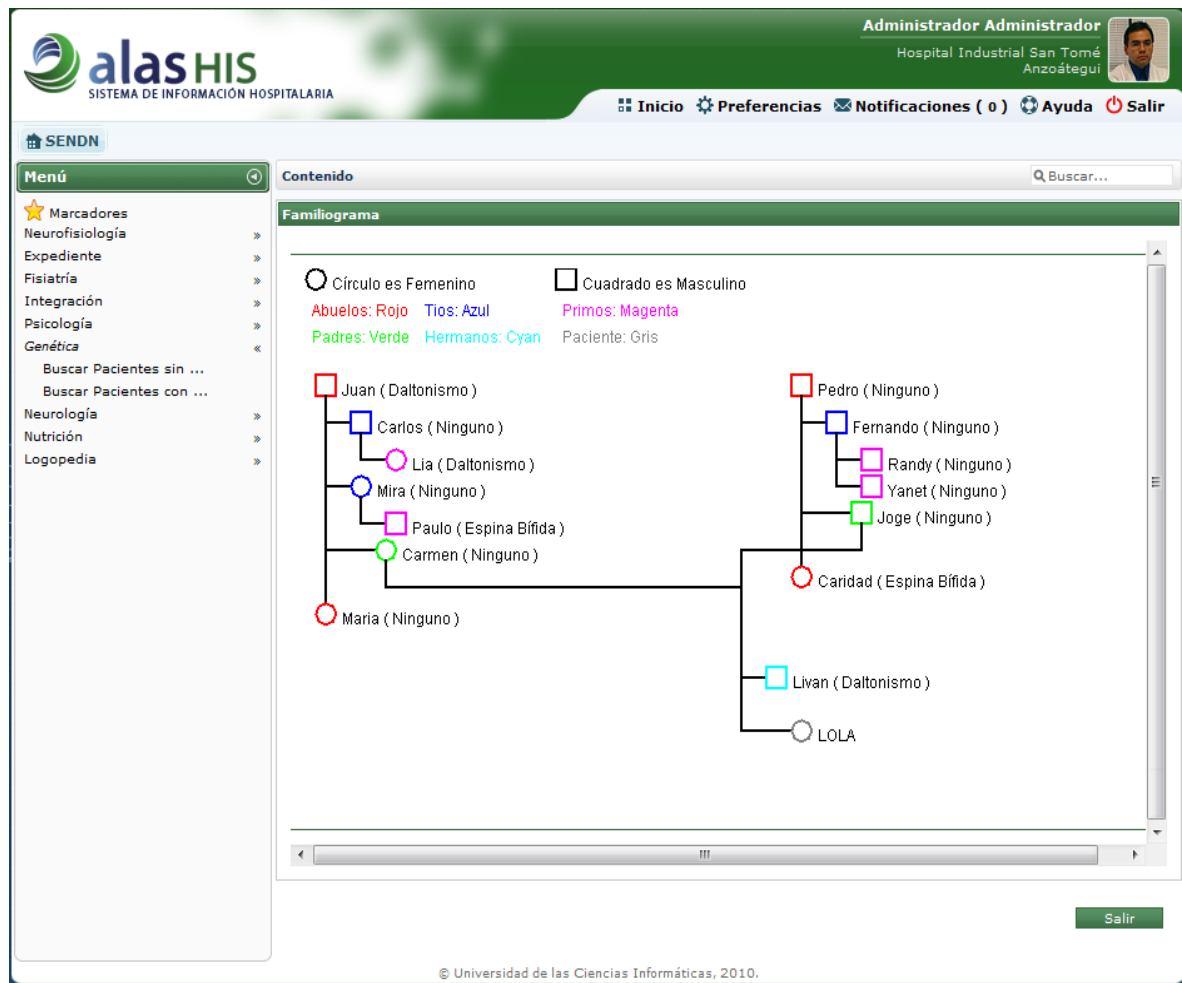 Administrador Administrador
Hospital Industrial San Tomé
Anzoátegui
alas HIS
SISTEMA DE INFORMACIÓN HOSPITALARIA
Inicio Preferencias Notificaciones ( 0 ) Ayuda Salir
SENDN
Menú
Marcadores
Neurofisiología »
Expediente »
Fisiatría »
Integración »
Psicología »
Genética «
Buscar Pacientes sin ...
Buscar Pacientes con ...
Neurología »
Nutrición »
Logopedia »
Contenido Buscar...
Familiograma
Círculo es Femenino Cuadrado es Masculino
Abuelos: Rojo Tios: Azul Primos: Magenta
Padres: Verde Hermanos: Cyan Paciente: Gris
Juan ( Daltonismo )
Carlos ( Ninguno )
Lia ( Daltonismo )
Mira ( Ninguno )
Paulo ( Espina Bífida )
Carmen ( Ninguno )
Maria ( Ninguno )
Pedro ( Ninguno )
Fernando ( Ninguno )
Randy ( Ninguno )
Yanet ( Ninguno )
Joge ( Ninguno )
Caridad ( Espina Bífida )
Livan ( Daltonismo )
LOLA
Salir
© Universidad de las Ciencias Informáticas, 2010.